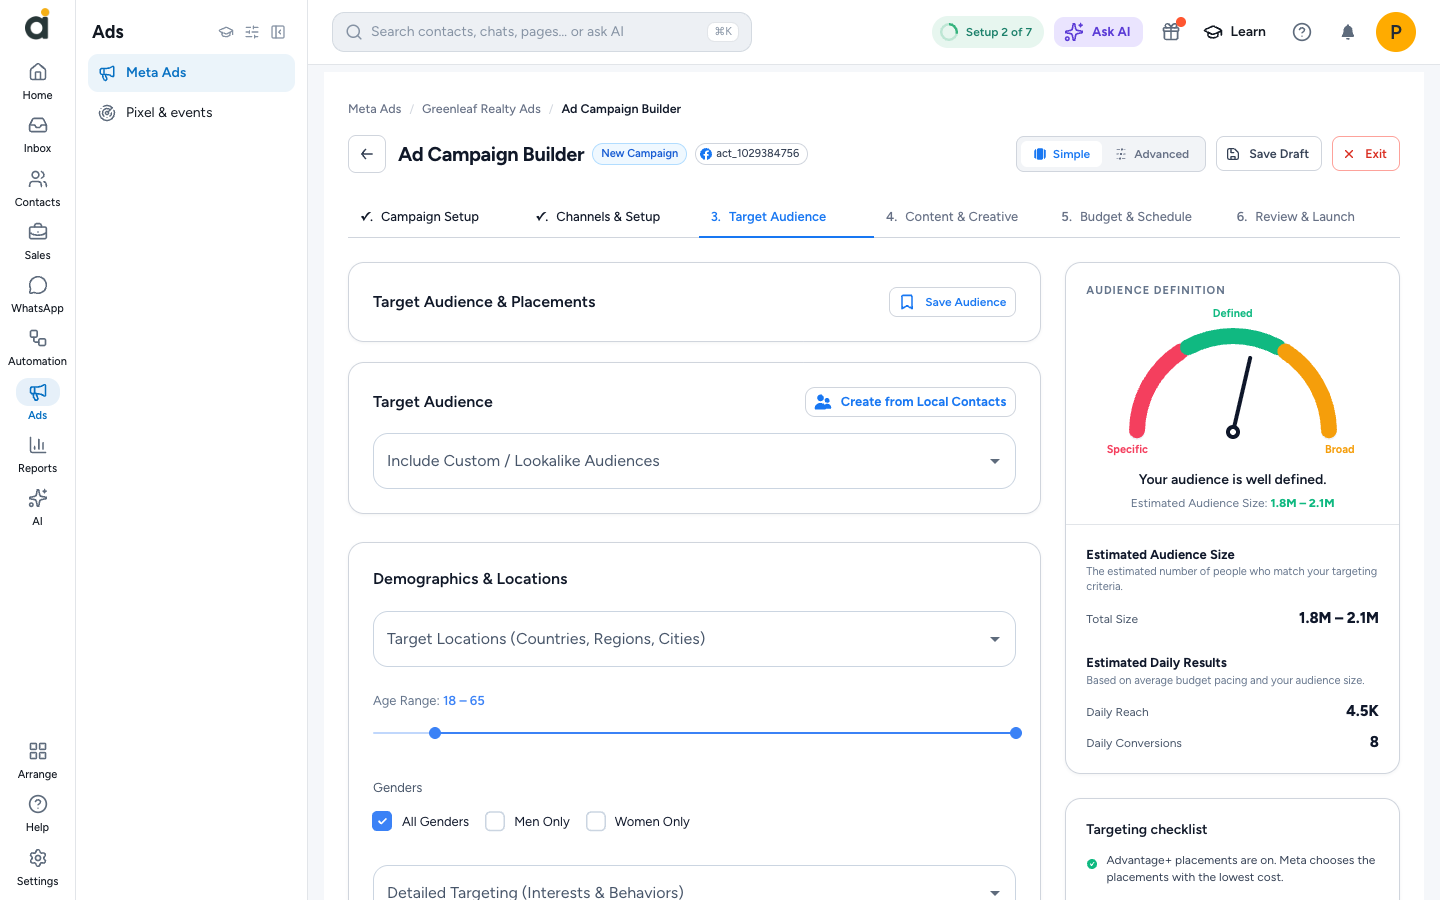 Ads
Search contacts, chats, pages... or ask AI
⌘K
Setup 2 of 7
Ask AI
Learn
P
Home
Inbox
Contacts
Sales
WhatsApp
Automation
Ads
Reports
AI
Arrange
Help
Settings
Meta Ads
Pixel & events
Meta Ads / Greenleaf Realty Ads / Ad Campaign Builder
Ad Campaign Builder
New Campaign
act_1029384756
Simple
Advanced
Save Draft
Exit
✓. Campaign Setup
✓. Channels & Setup
3. Target Audience
4. Content & Creative
5. Budget & Schedule
6. Review & Launch
Target Audience & Placements
Save Audience
Target Audience
Create from Local Contacts
Include Custom / Lookalike Audiences
Demographics & Locations
Target Locations (Countries, Regions, Cities)
Age Range: 18 – 65
Genders
All Genders
Men Only
Women Only
Detailed Targeting (Interests & Behaviors)
AUDIENCE DEFINITION
Defined
Specific
Broad
Your audience is well defined.
Estimated Audience Size: 1.8M – 2.1M
Estimated Audience Size
The estimated number of people who match your targeting
criteria.
Total Size
1.8M – 2.1M
Estimated Daily Results
Based on average budget pacing and your audience size.
Daily Reach
4.5K
Daily Conversions
8
Targeting checklist
Advantage+ placements are on. Meta chooses the
placements with the lowest cost.